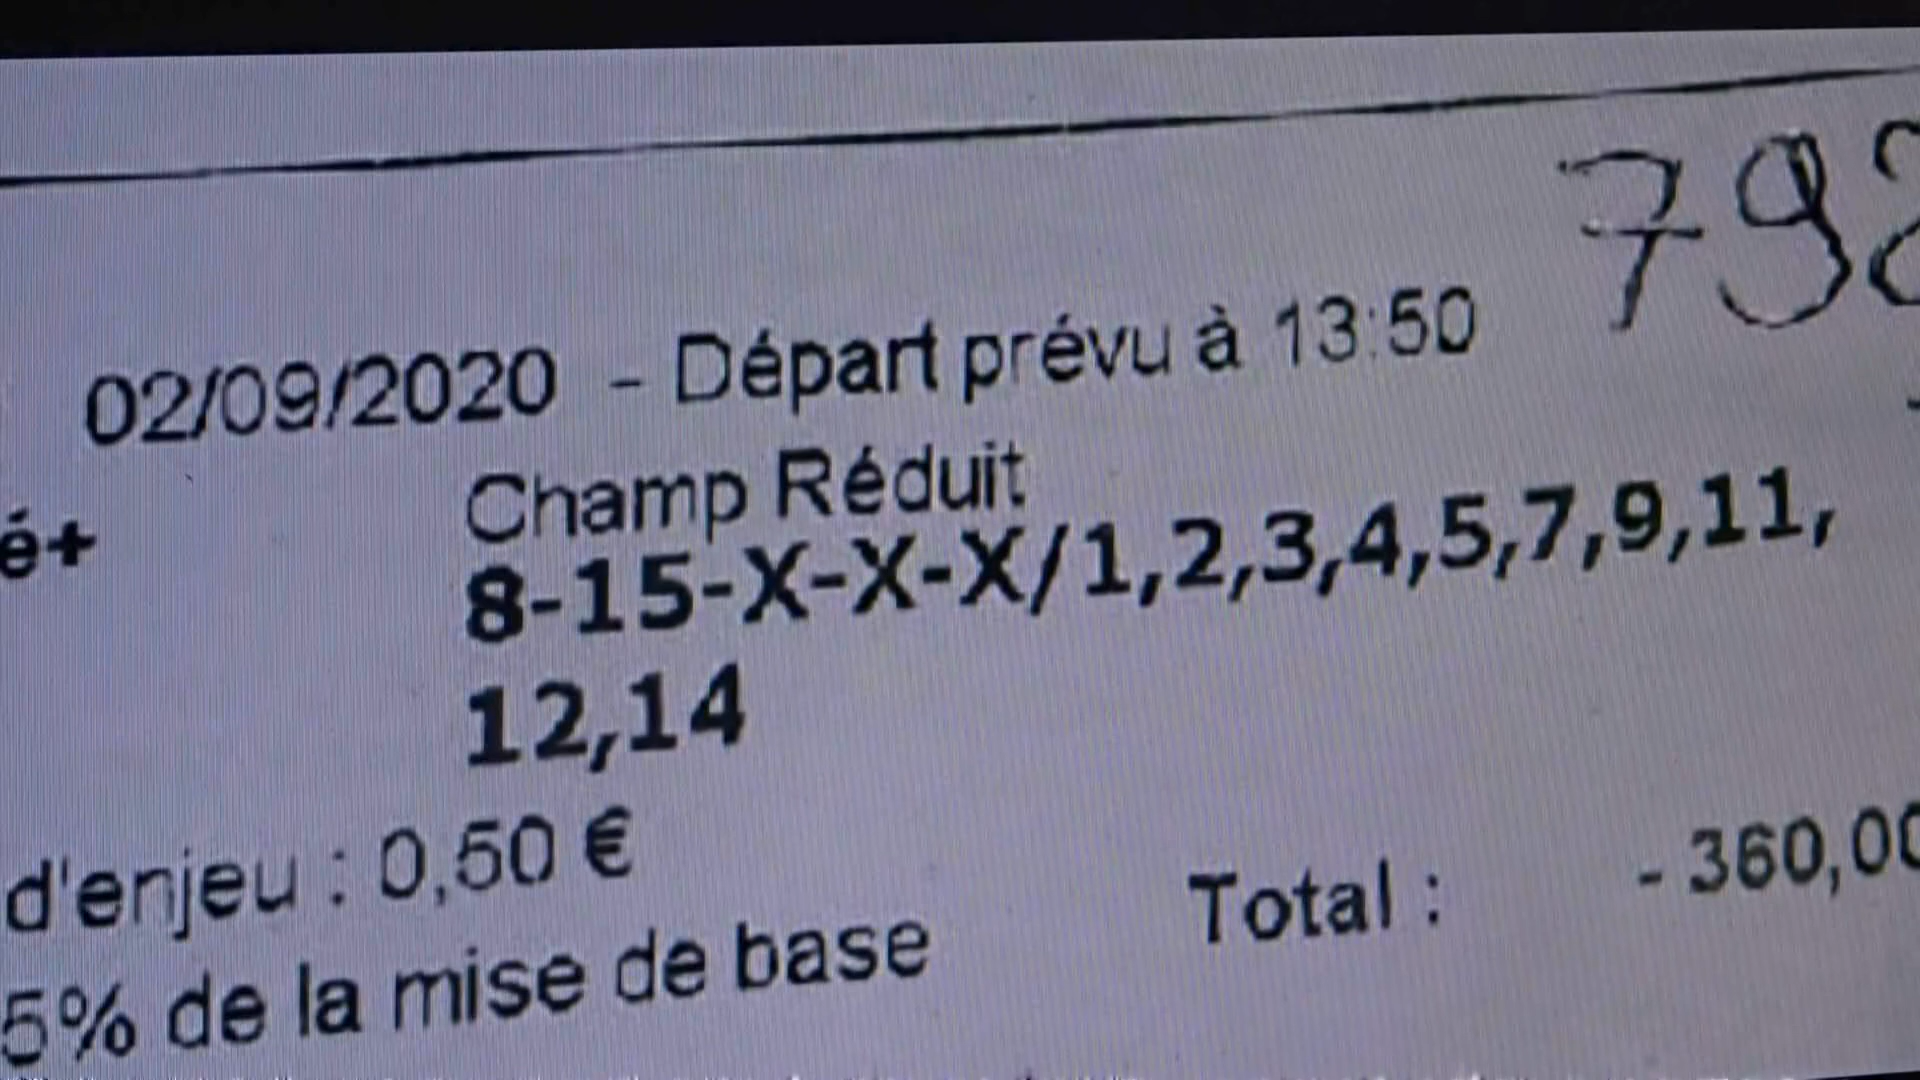 79
02/09/2020 - Départ prévu à 13:50
Champ Réduit
é+
8-15-X-X-X/1,2,3,4,5,7,9,11,
12,14
d'enjeu : 0,50 €
Total : - 360,00
5% de la mise de base